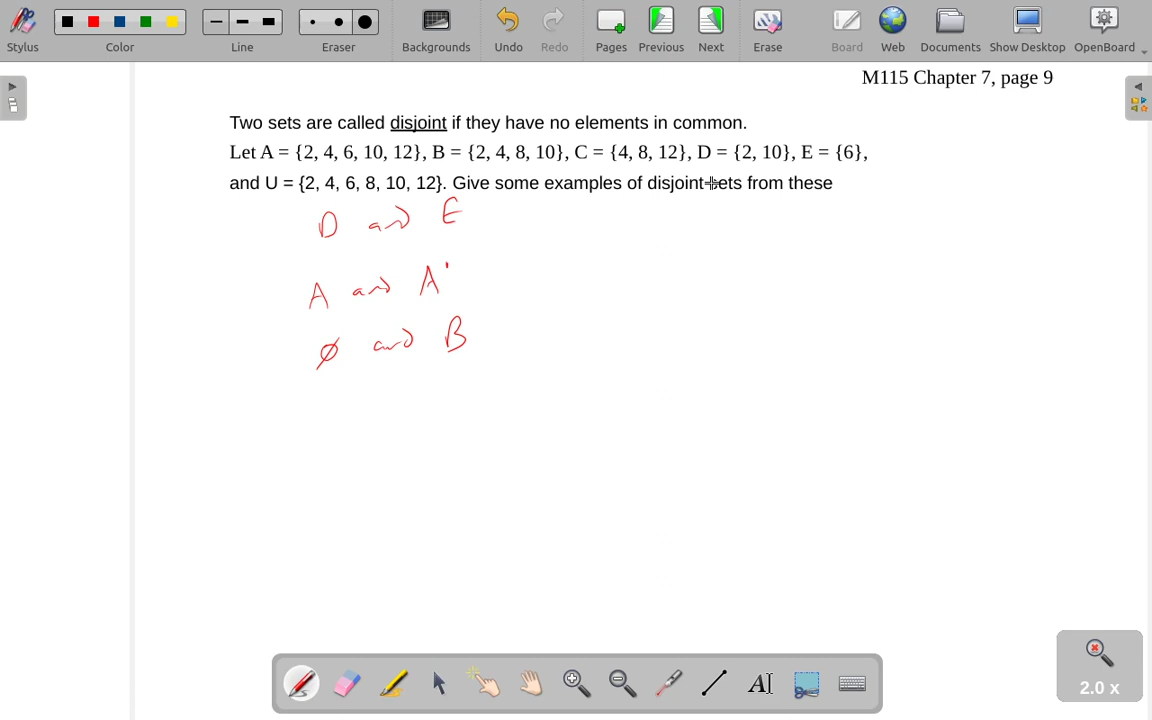 Stylus Color Line Eraser Backgrounds Undo Redo Pages Previous Next Erase Board Web Documents Show Desktop OpenBoard
M115 Chapter 7, page 9
Two sets are called disjoint if they have no elements in common.
Let A = {2, 4, 6, 10, 12}, B = {2, 4, 8, 10}, C = {4, 8, 12}, D = {2, 10}, E = {6},
and U = {2, 4, 6, 8, 10, 12}. Give some examples of disjoint sets from these
D and E
A and A'
∅ and B
2.0 x